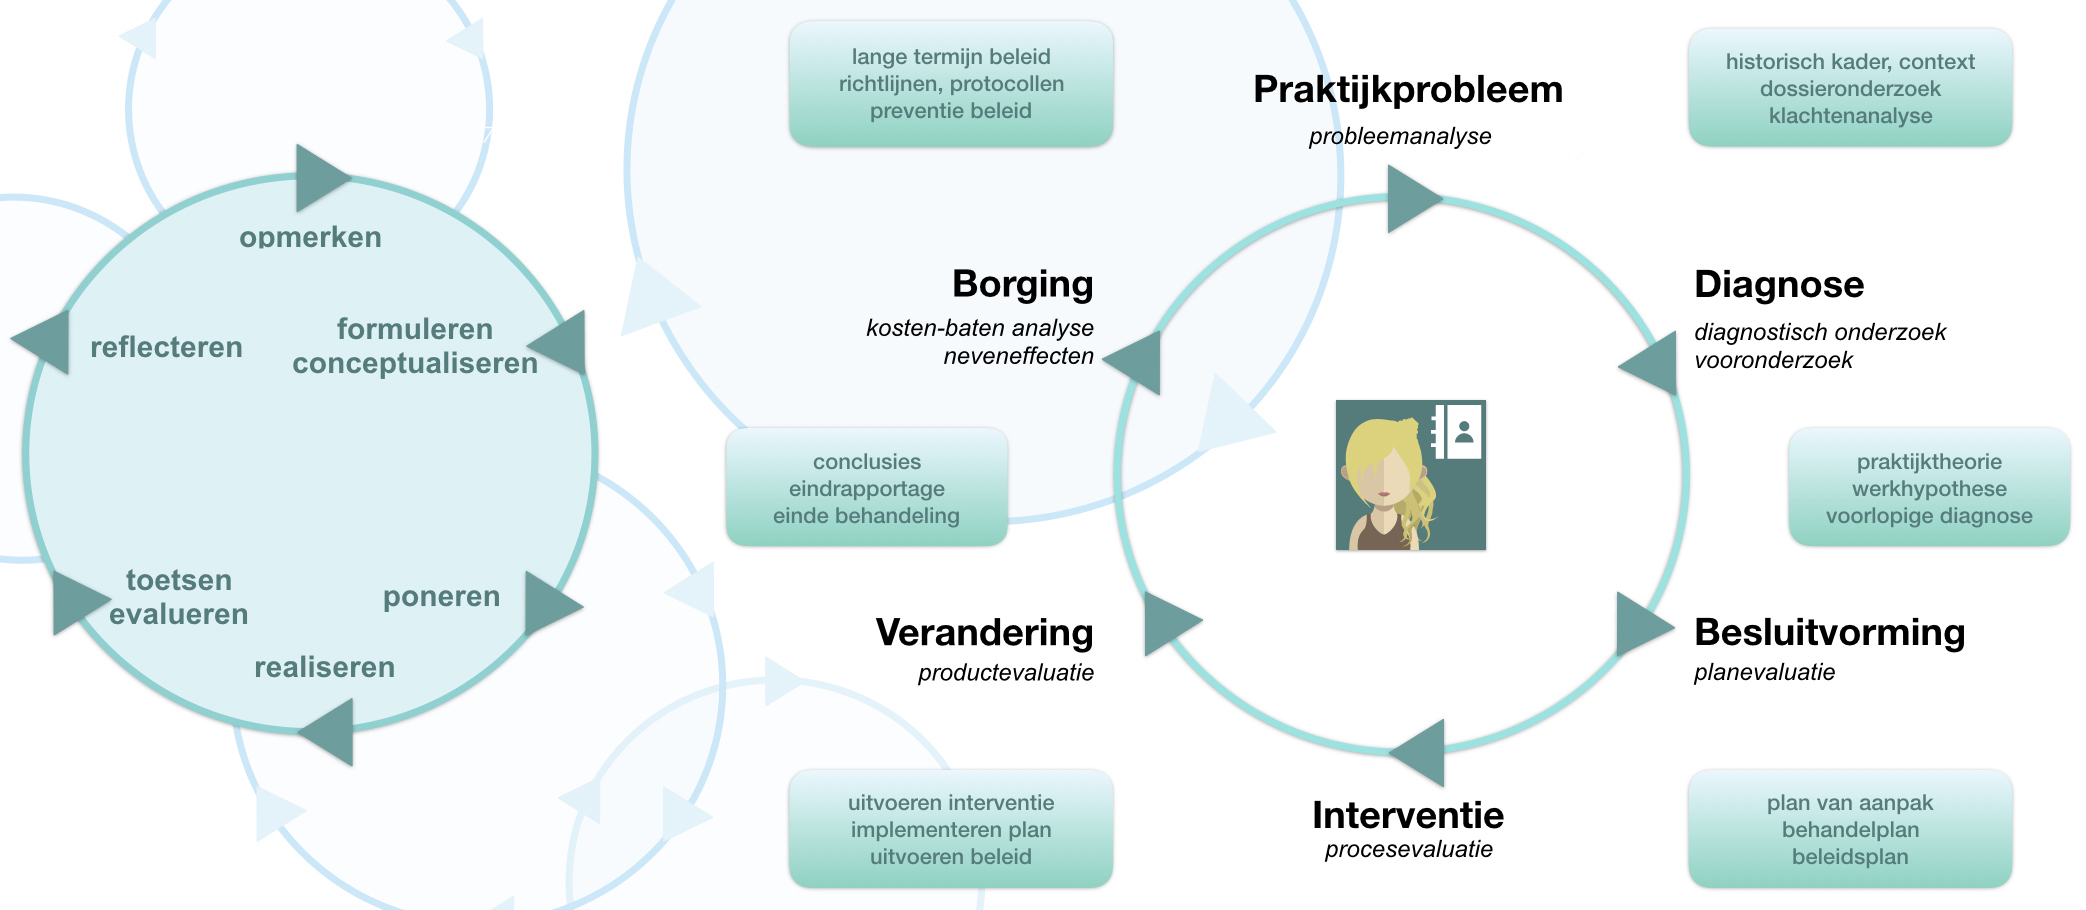 opmerken
formuleren
conceptualiseren
poneren
realiseren
toetsen
evalueren
reflecteren
Praktijkprobleem
probleemanalyse
historisch kader, context
dossieronderzoek
klachtenanalyse
Diagnose
diagnostisch onderzoek
vooronderzoek
praktijktheorie
werkhypothese
voorlopige diagnose
Besluitvorming
planevaluatie
plan van aanpak
behandelplan
beleidsplan
Interventie
procesevaluatie
uitvoeren interventie
implementeren plan
uitvoeren beleid
Verandering
productevaluatie
conclusies
eindrapportage
einde behandeling
Borging
kosten-baten analyse
neveneffecten
lange termijn beleid
richtlijnen, protocollen
preventie beleid